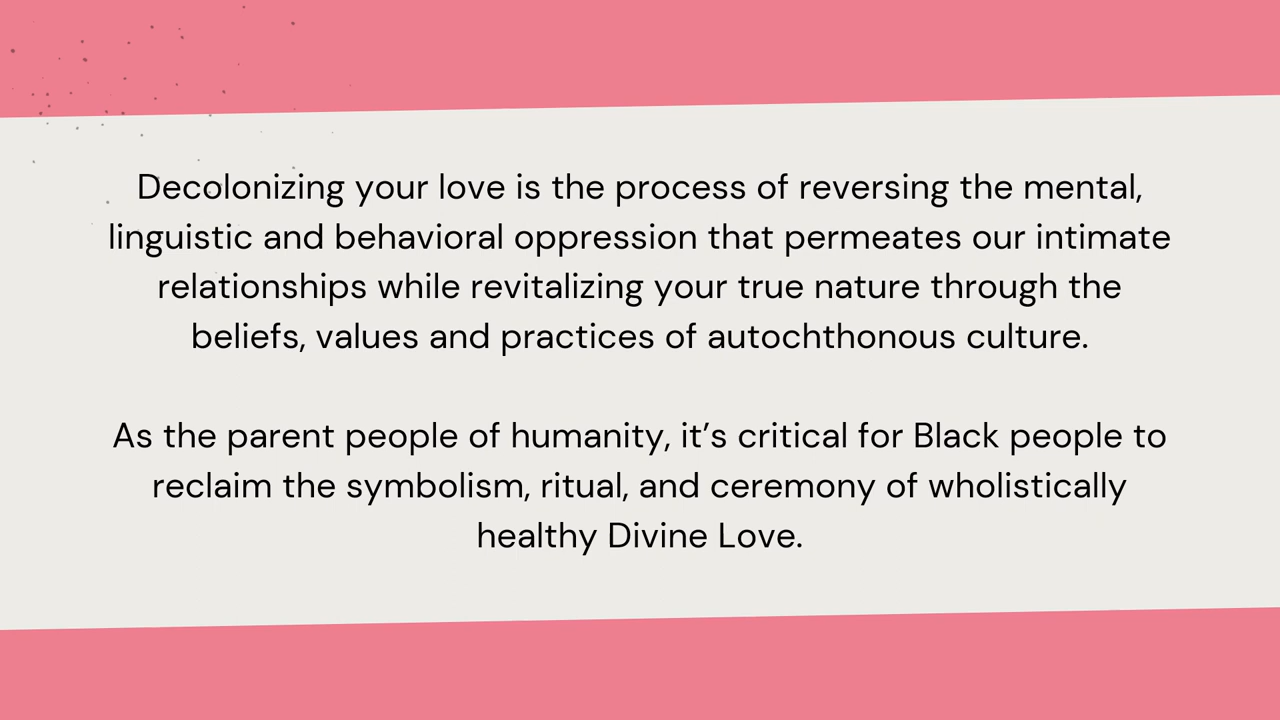 Decolonizing your love is the process of reversing the mental,
linguistic and behavioral oppression that permeates our intimate
relationships while revitalizing your true nature through the
beliefs, values and practices of autochthonous culture.
As the parent people of humanity, it’s critical for Black people to
reclaim the symbolism, ritual, and ceremony of wholistically
healthy Divine Love.